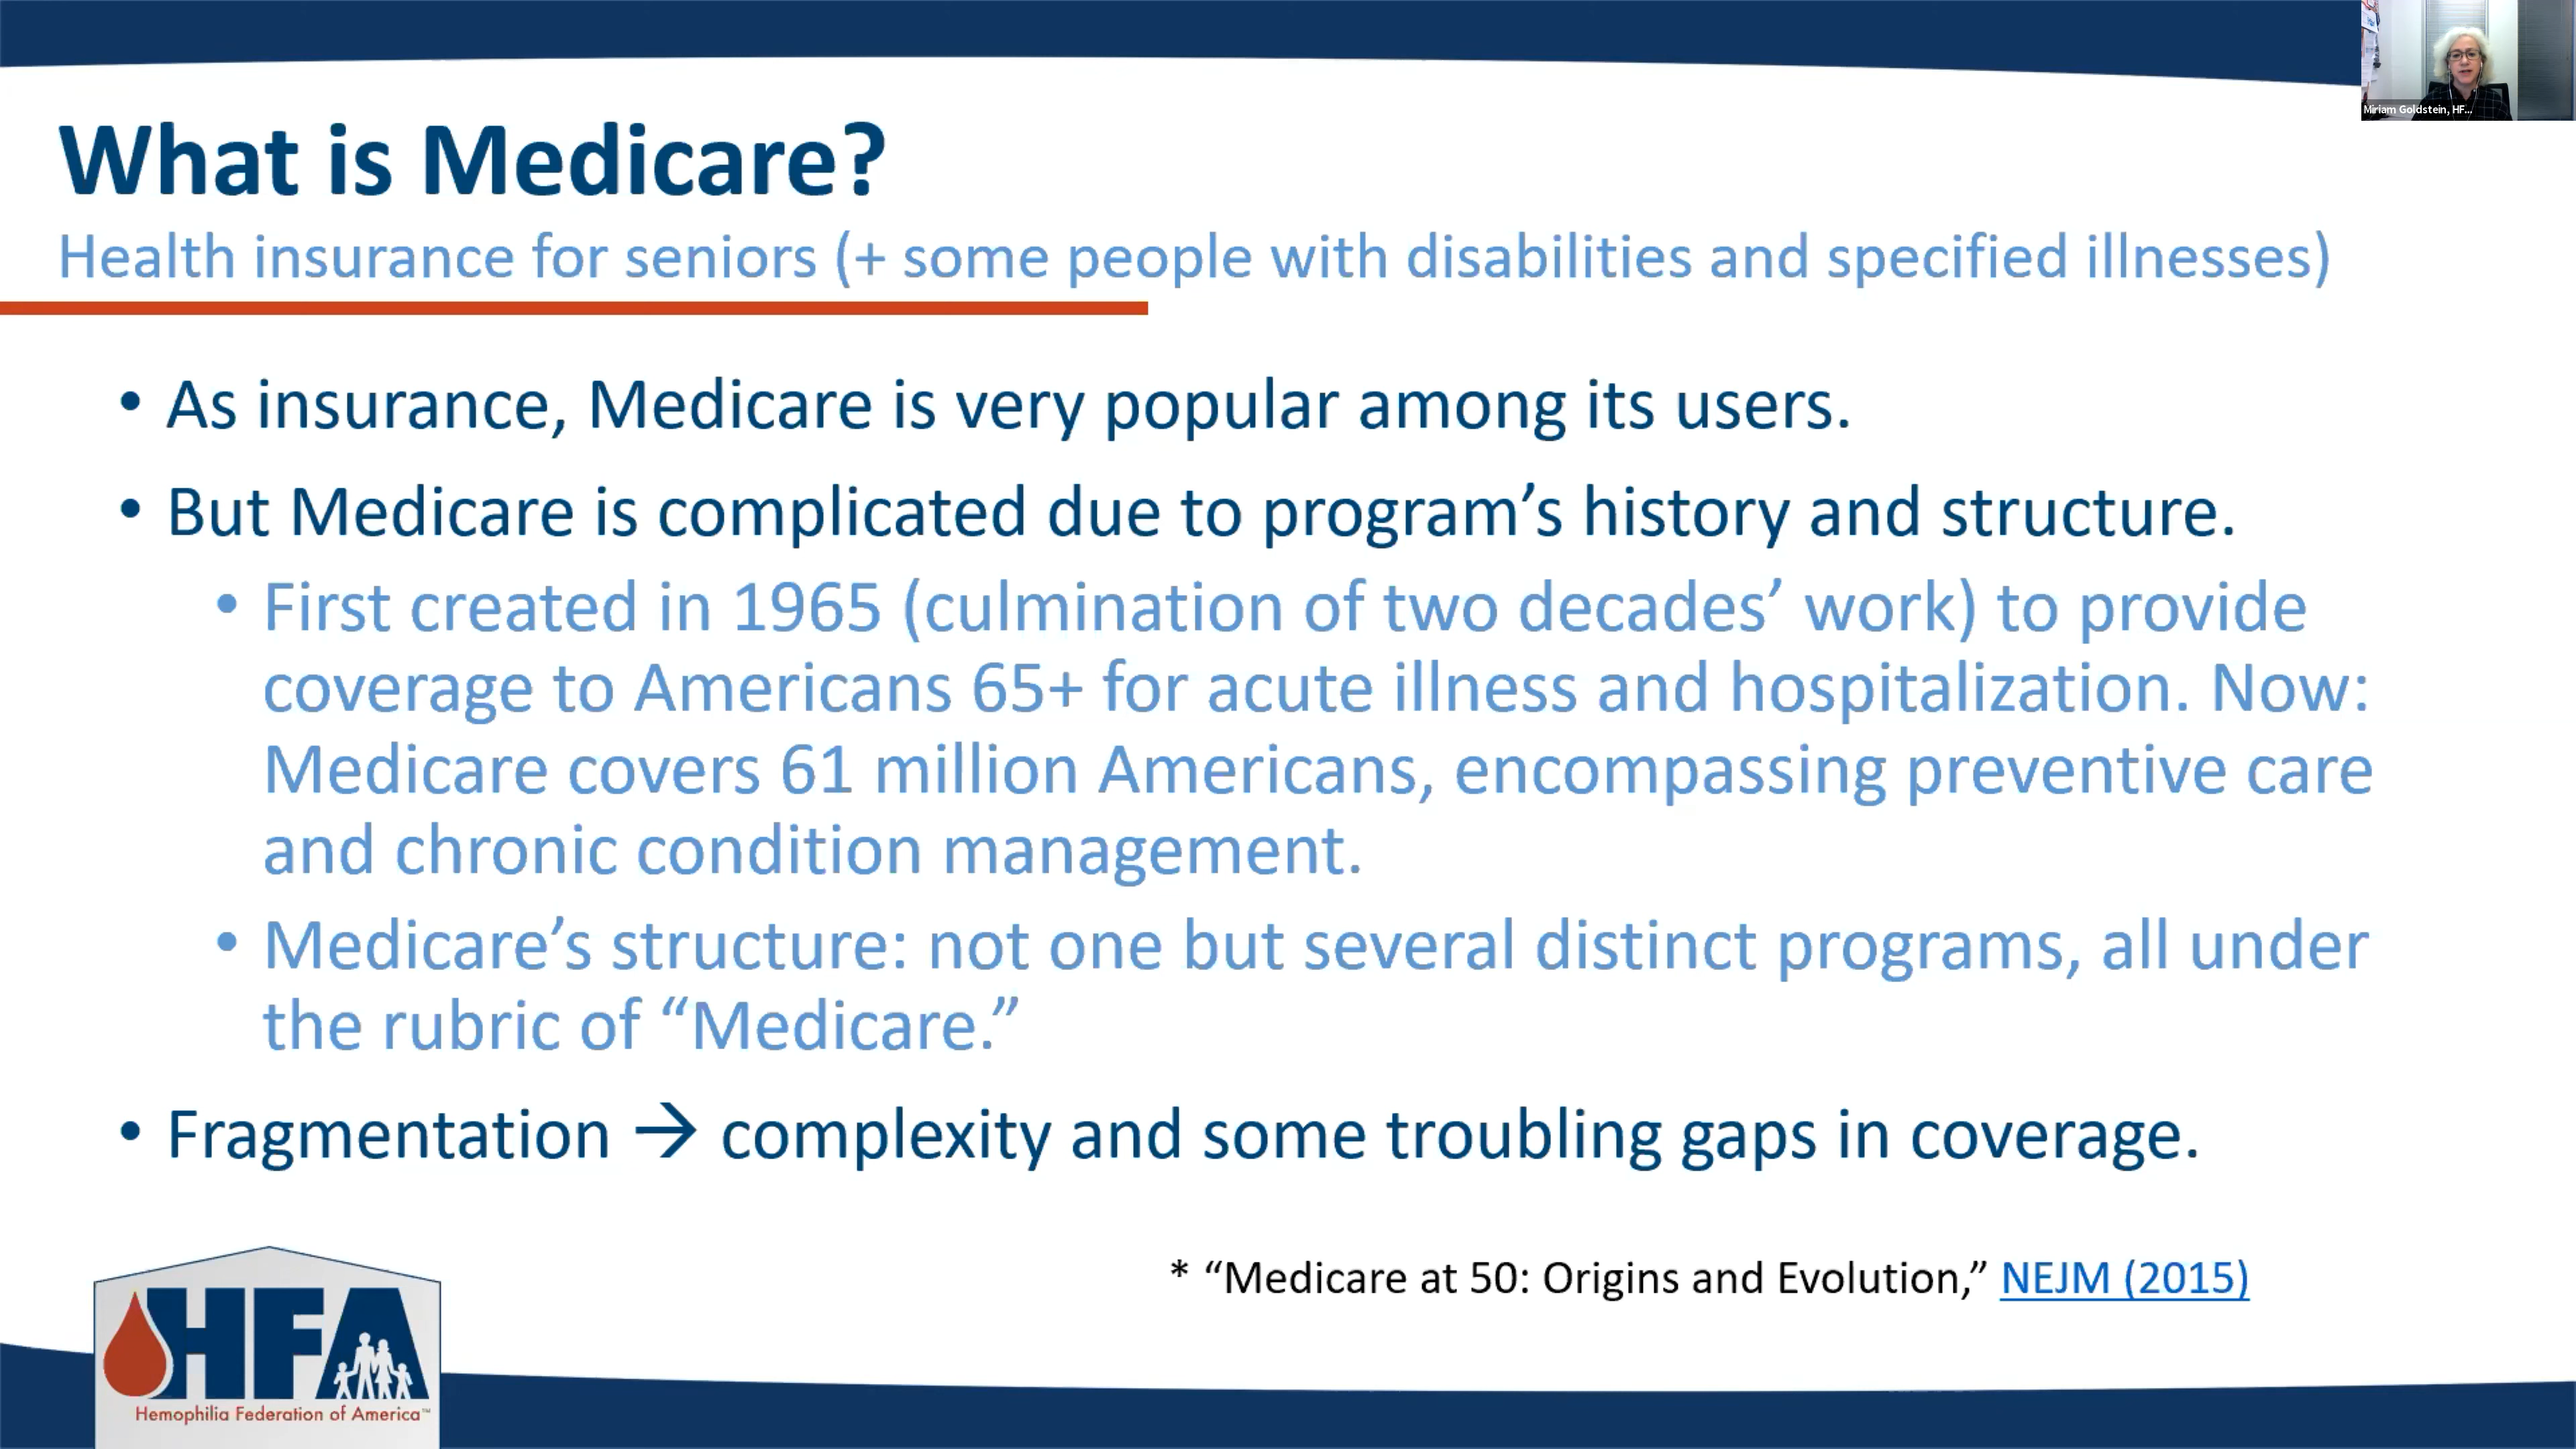 Miriam Goldstein, HF...
What is Medicare?
Health insurance for seniors (+ some people with disabilities and specified illnesses)
• As insurance, Medicare is very popular among its users.
• But Medicare is complicated due to program’s history and structure.
• First created in 1965 (culmination of two decades’ work) to provide
coverage to Americans 65+ for acute illness and hospitalization. Now:
Medicare covers 61 million Americans, encompassing preventive care
and chronic condition management.
• Medicare’s structure: not one but several distinct programs, all under
the rubric of “Medicare.”
• Fragmentation → complexity and some troubling gaps in coverage.
* “Medicare at 50: Origins and Evolution,” NEJM (2015)
HFA
Hemophilia Federation of America™